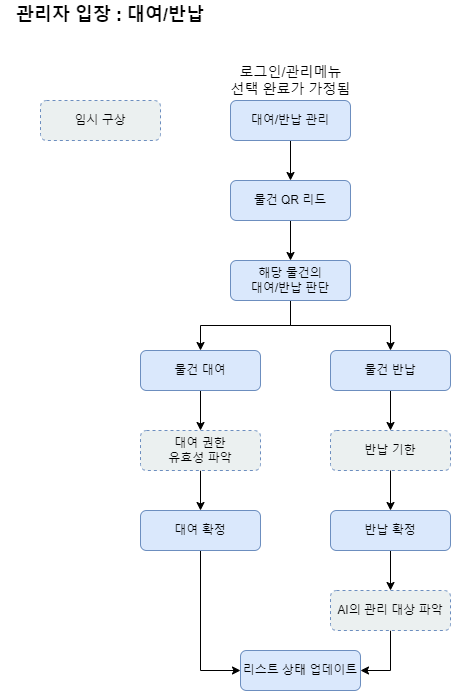 관리자 입장 : 대여/반납
로그인/관리메뉴
선택 완료가 가정됨
임시 구상
대여/반납 관리
물건 QR 리드
해당 물건의
대여/반납 판단
물건 대여
물건 반납
대여 권한
유효성 파악
반납 기한
대여 확정
반납 확정
AI의 관리 대상 파악
리스트 상태 업데이트